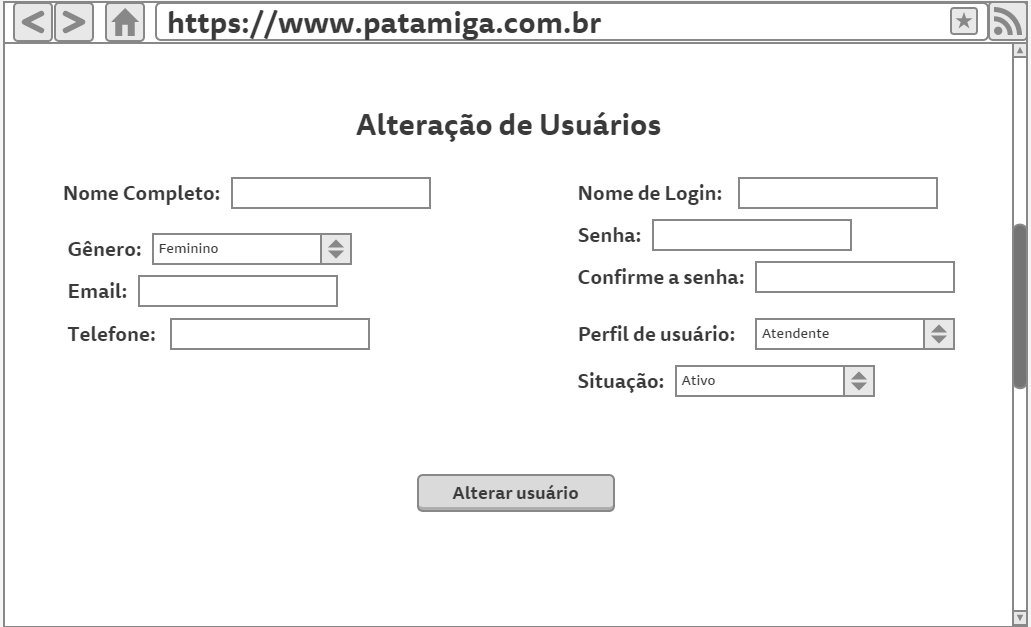 https://www.patamiga.com.br
Alteração de Usuários
Nome Completo:
Gênero: Feminino
Email:
Telefone:
Nome de Login:
Senha:
Confirme a senha:
Perfil de usuário: Atendente
Situação: Ativo
Alterar usuário